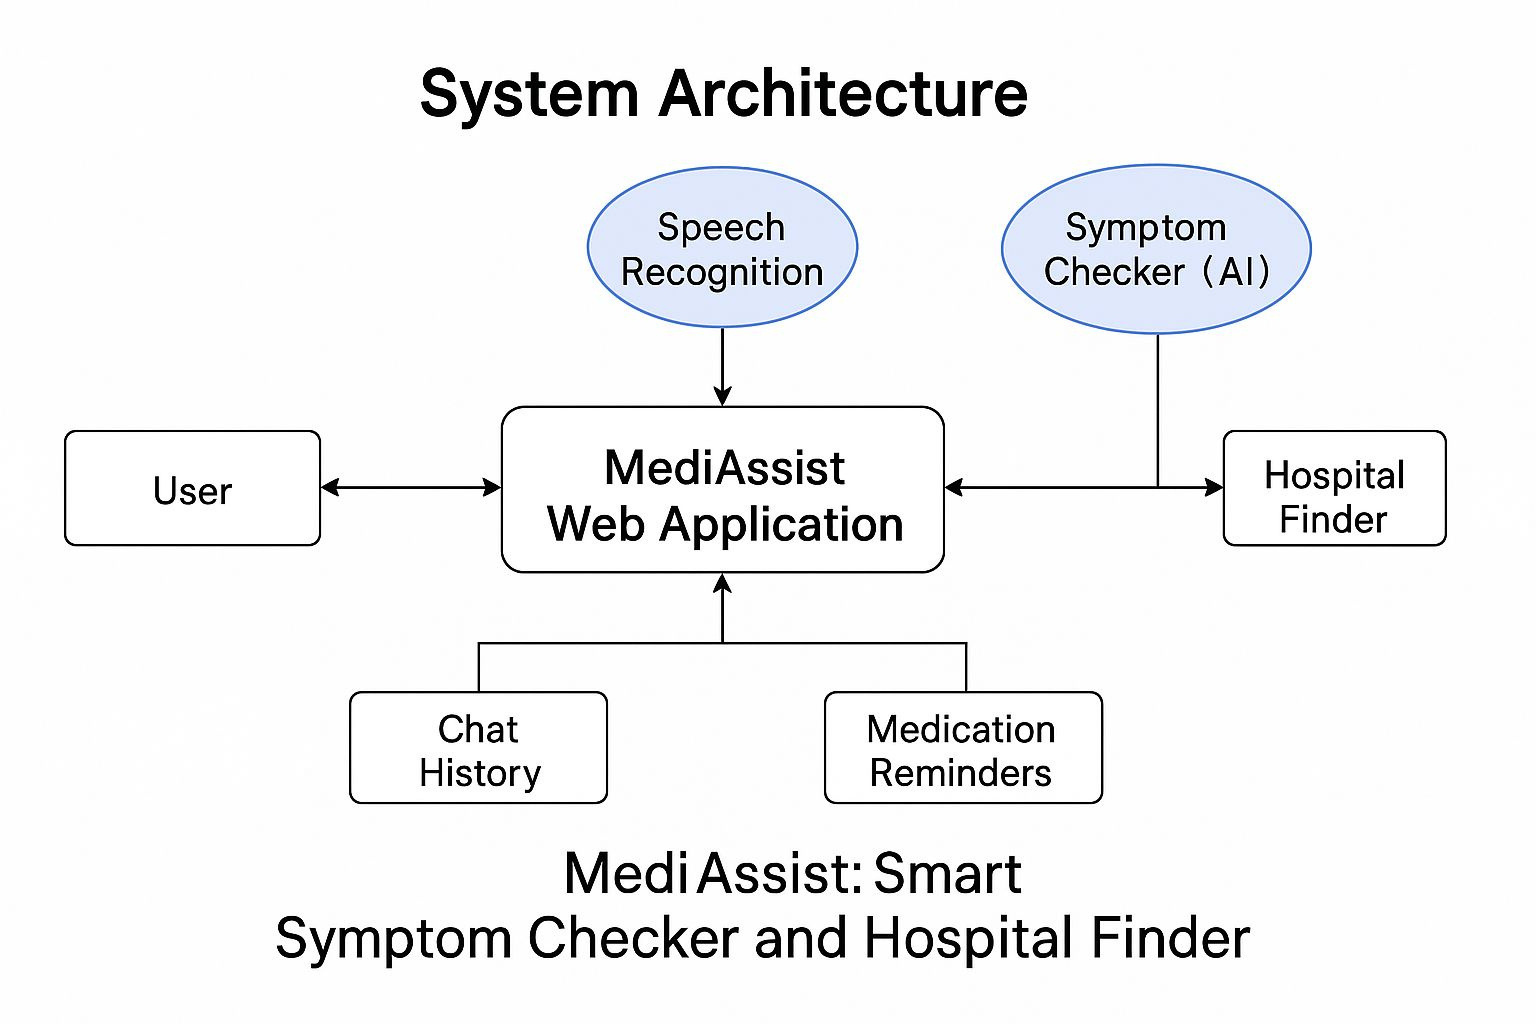 System Architecture
Speech
Recognition
Symptom
Checker (AI)
User
MediAssist
Web Application
Hospital
Finder
Chat
History
Medication
Reminders
MediAssist: Smart
Symptom Checker and Hospital Finder